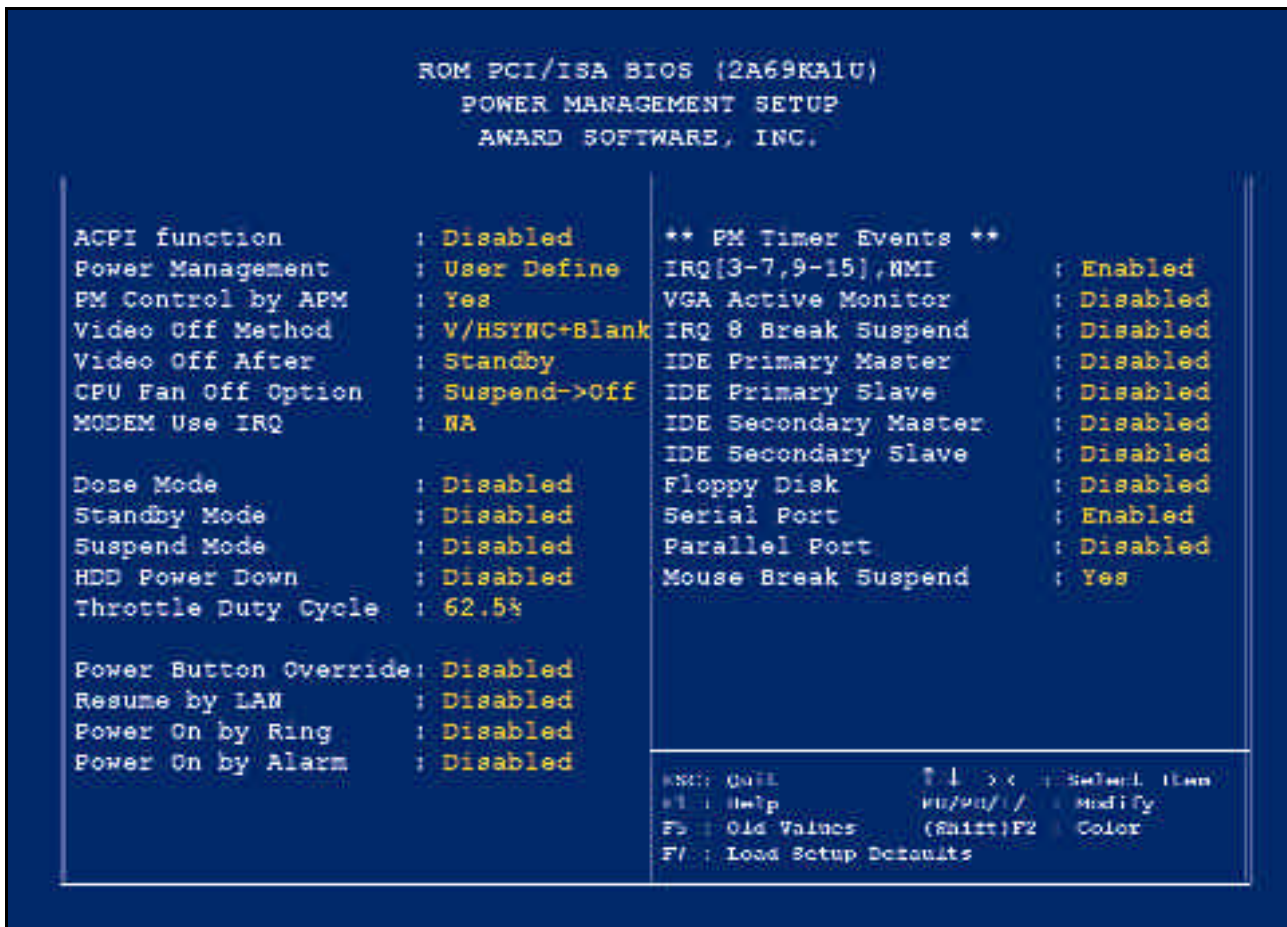 ROM PCI/ISA BIOS (2A69KA1U)
POWER MANAGEMENT SETUP
AWARD SOFTWARE, INC.
ACPI function : Disabled
Power Management : User Define
PM Control by APM : Yes
Video Off Method : V/HSYNC+Blank
Video Off After : Standby
CPU Fan Off Option : Suspend->Off
MODEM Use IRQ : NA
Doze Mode : Disabled
Standby Mode : Disabled
Suspend Mode : Disabled
HDD Power Down : Disabled
Throttle Duty Cycle : 62.5%
Power Button Override: Disabled
Resume by LAN : Disabled
Power On by Ring : Disabled
Power On by Alarm : Disabled
** PM Timer Events **
IRQ[3-7,9-15],NMI : Enabled
VGA Active Monitor : Disabled
IRQ 8 Break Suspend : Disabled
IDE Primary Master : Disabled
IDE Primary Slave : Disabled
IDE Secondary Master : Disabled
IDE Secondary Slave : Disabled
Floppy Disk : Disabled
Serial Port : Enabled
Parallel Port : Disabled
Mouse Break Suspend : Yes
ESC: Quit ↑ ↓ : Select Item
F1 : Help PU/PD/ / : Modify
F5 : Old Values (Shift)F2 : Color
F7 : Load Setup Defaults